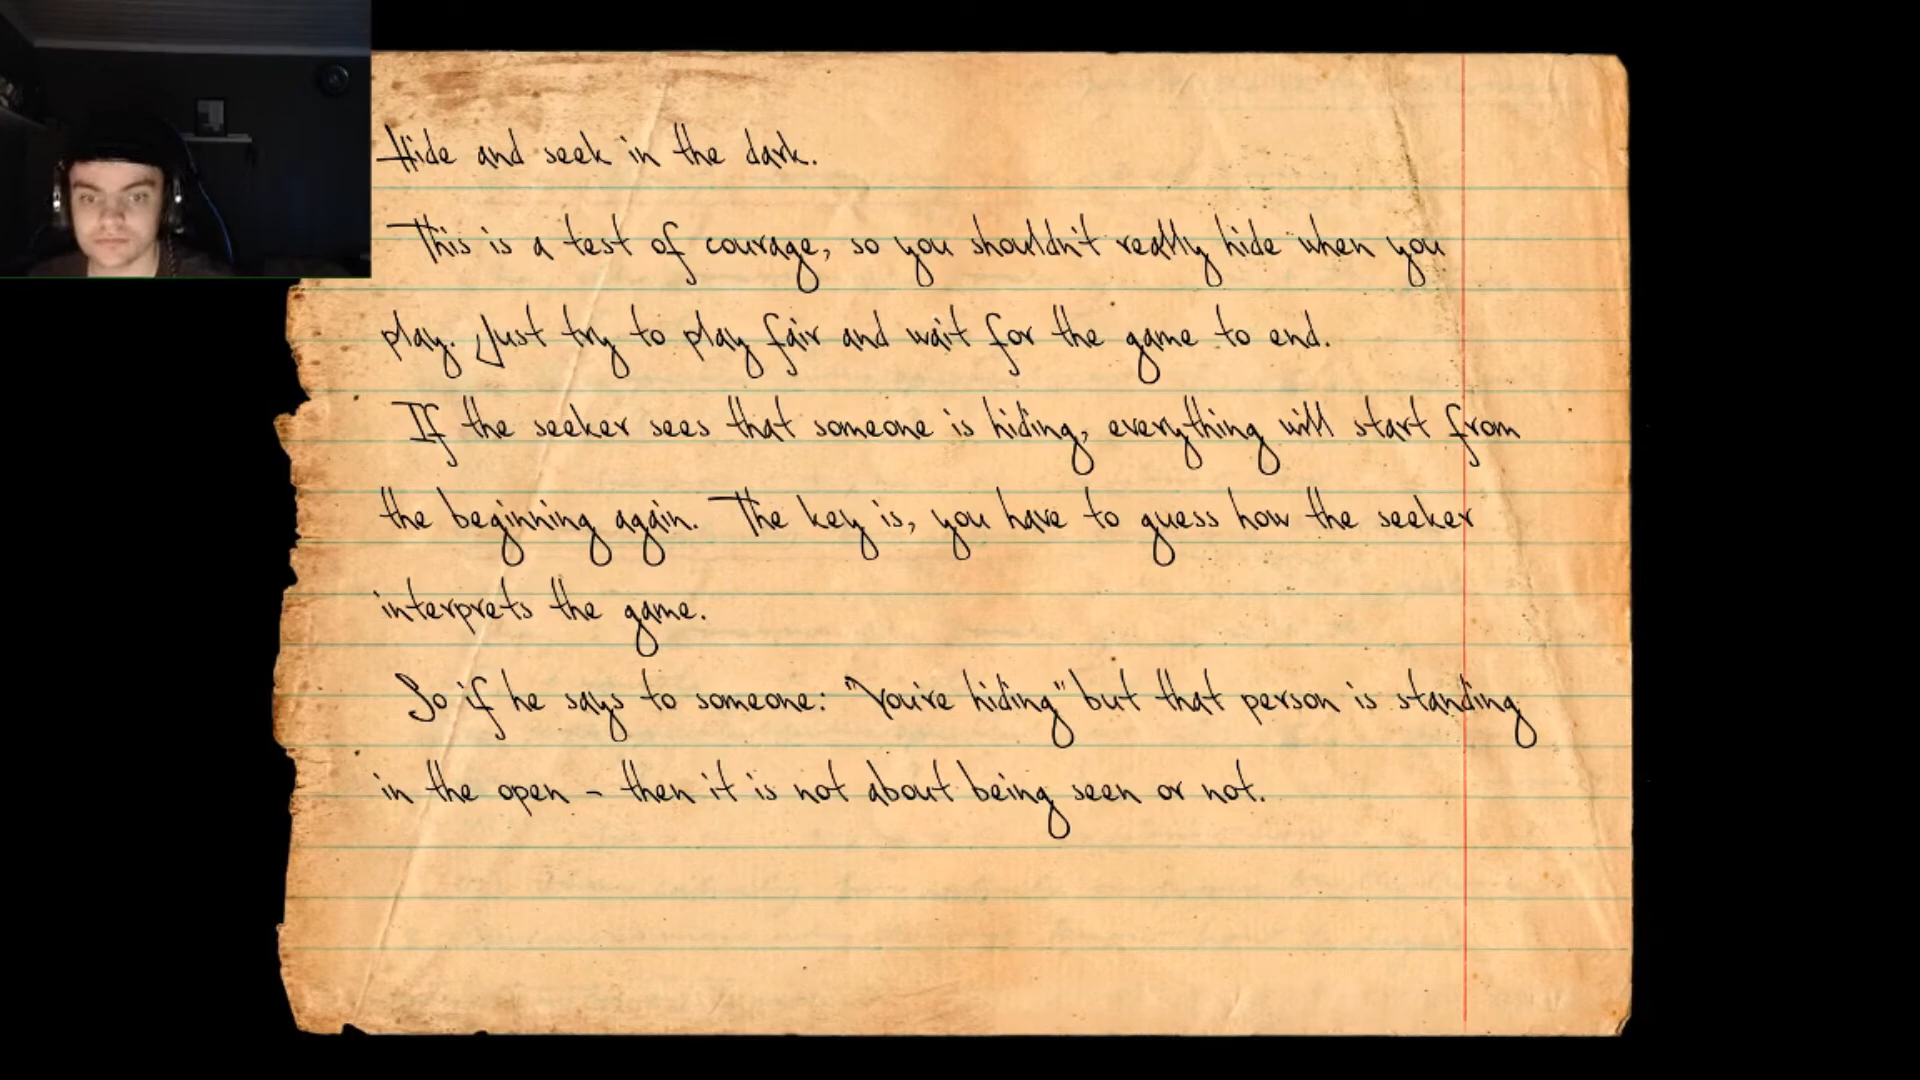 Hide and seek in the dark.
This is a test of courage, so you shouldn't really hide when you
play. Just try to play fair and wait for the game to end.
If the seeker sees that someone is hiding, everything will start from
the beginning again. The key is, you have to guess how the seeker
interprets the game.
So if he says to someone: "You're hiding" but that person is standing
in the open - then it is not about being seen or not.